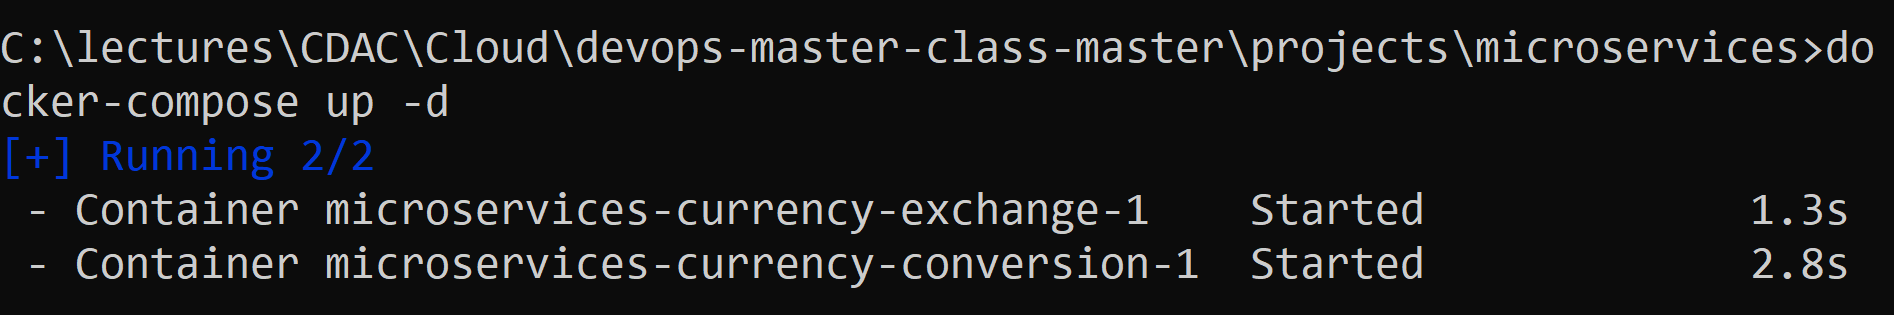 C:\lectures\CDAC\Cloud\devops-master-class-master\projects\microservices>do
cker-compose up -d
[+] Running 2/2
 - Container microservices-currency-exchange-1    Started             1.3s
 - Container microservices-currency-conversion-1  Started             2.8s